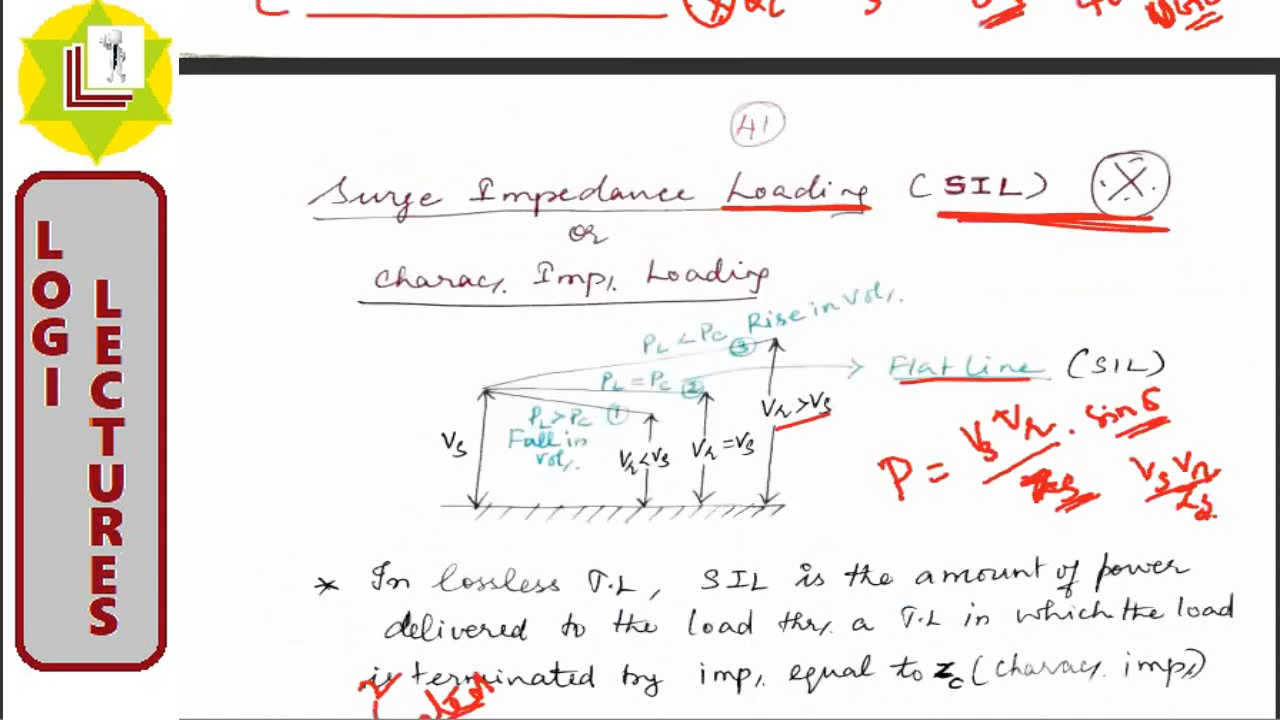 41
Surge Impedance Loading (SIL) X
or
Charac. Imp. Loading
PL < PC ③ Rise in Vol.
PL = PC ② → Flat Line (SIL)
PL > PC ①
Fall in
Vol.
Vs
Vr < Vs
Vr = Vs
Vr > Vs
P = Vs Vr . sin δ
Vs Vr
* In lossless T.L, SIL is the amount of power
delivered to the load thr. a T.L in which the load
is terminated by imp. equal to Zc (charac. imp.)
LOGI
LECTURES